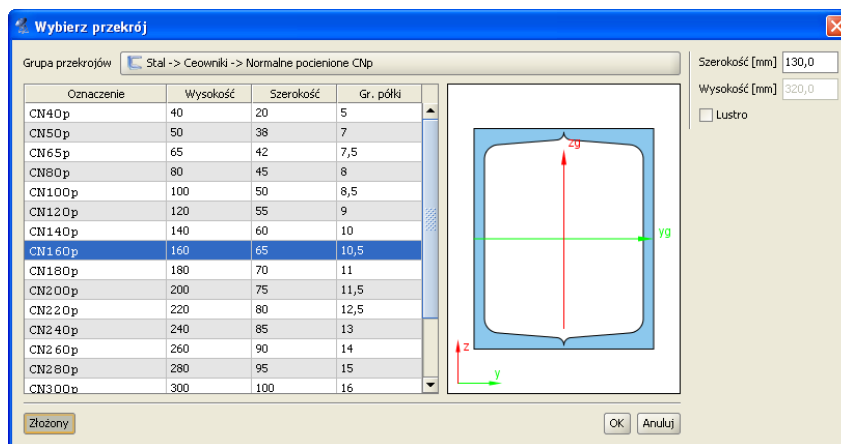 Wybierz przekrój
Grupa przekrojów Stal -> Ceowniki -> Normalne pocienione CNp
Szerokość [mm] 130,0
Wysokość [mm] 320,0
Lustro
Oznaczenie Wysokość Szerokość Gr. półki
CN40p 40 20 5
CN50p 50 38 7
CN65p 65 42 7,5
CN80p 80 45 8
CN100p 100 50 8,5
CN120p 120 55 9
CN140p 140 60 10
CN160p 160 65 10,5
CN180p 180 70 11
CN200p 200 75 11,5
CN220p 220 80 12,5
CN240p 240 85 13
CN260p 260 90 14
CN280p 280 95 15
CN300p 300 100 16
zg
yg
z
y
Złożony OK Anuluj